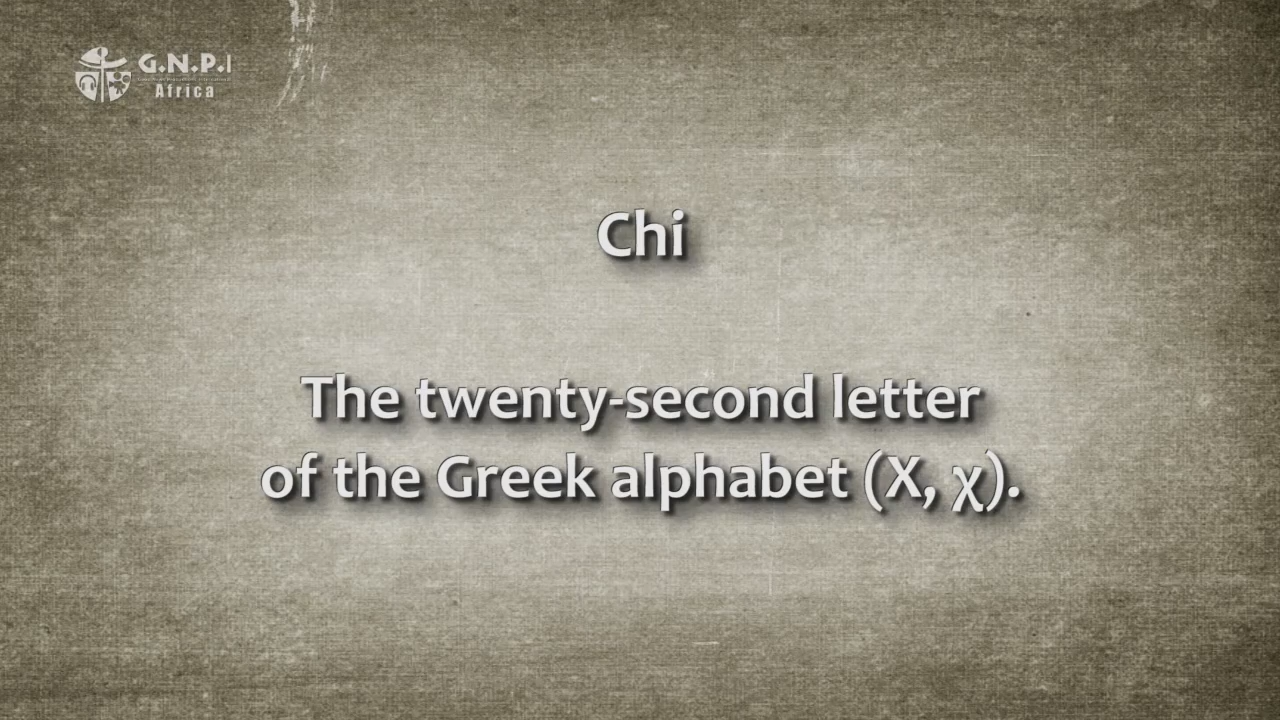 G.N.P.I
Africa
Chi
The twenty-second letter
of the Greek alphabet (Χ, χ).